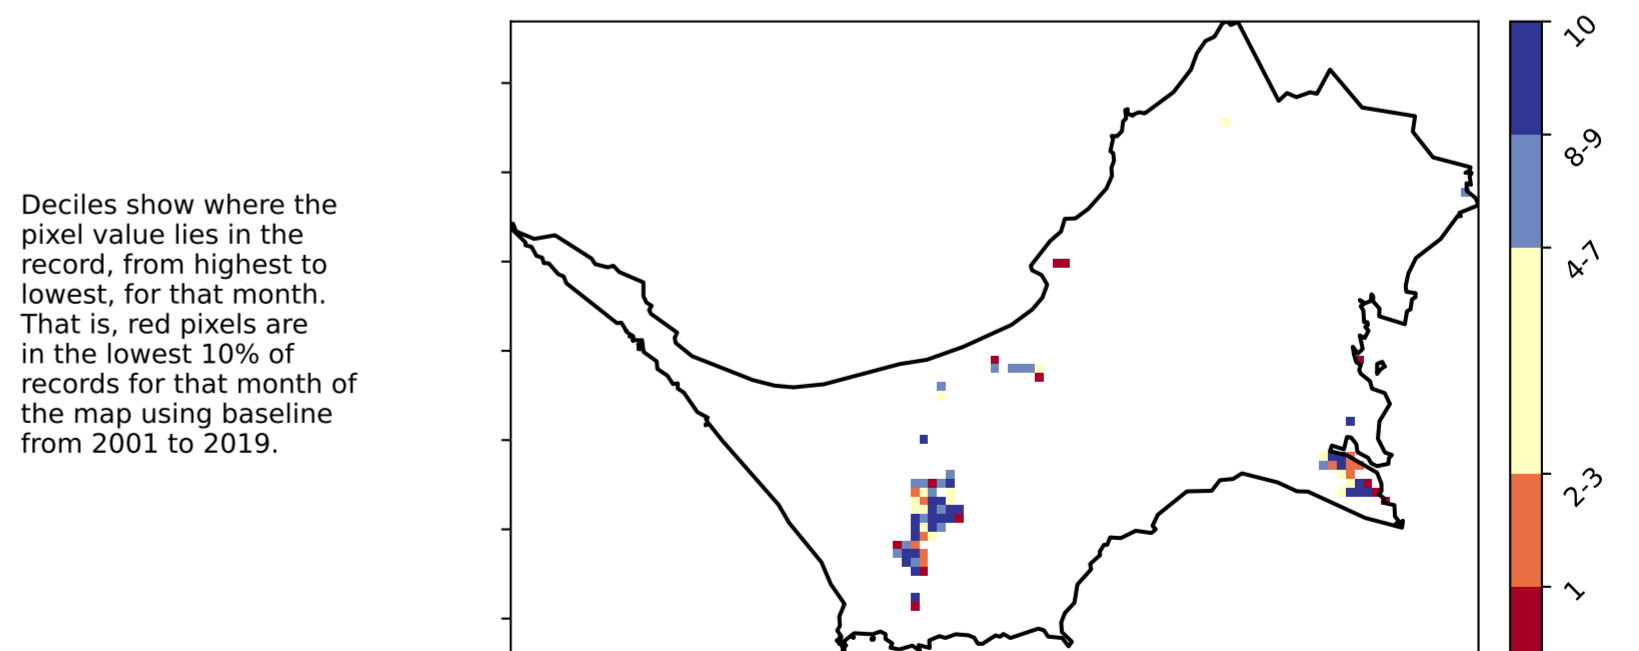 Deciles show where the
pixel value lies in the
record, from highest to
lowest, for that month.
That is, red pixels are
in the lowest 10% of
records for that month of
the map using baseline
from 2001 to 2019.
10
8-9
4-7
2-3
1